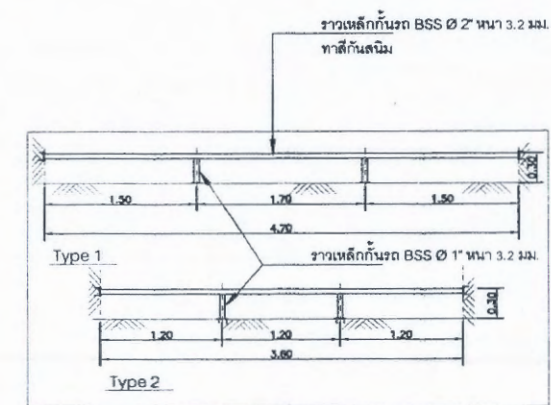 ราวเหล็กกั้นรถ BSS Ø 2" หนา 3.2 มม.
ทาสีกันสนิม
0.30
1.50 1.70 1.50
4.70
Type 1
ราวเหล็กกั้นรถ BSS Ø 1" หนา 3.2 มม.
0.30
1.20 1.20 1.20
3.60
Type 2